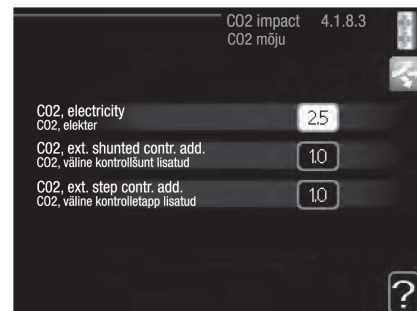 CO2 impact 4.1.8.3
CO2 mõju
CO2, electricity 2.5
CO2, elekter
CO2, ext. shunted contr. add. 1.0
CO2, väline kontrollšunt lisatud
CO2, ext. step contr. add. 1.0
CO2, väline kontrolletapp lisatud
?